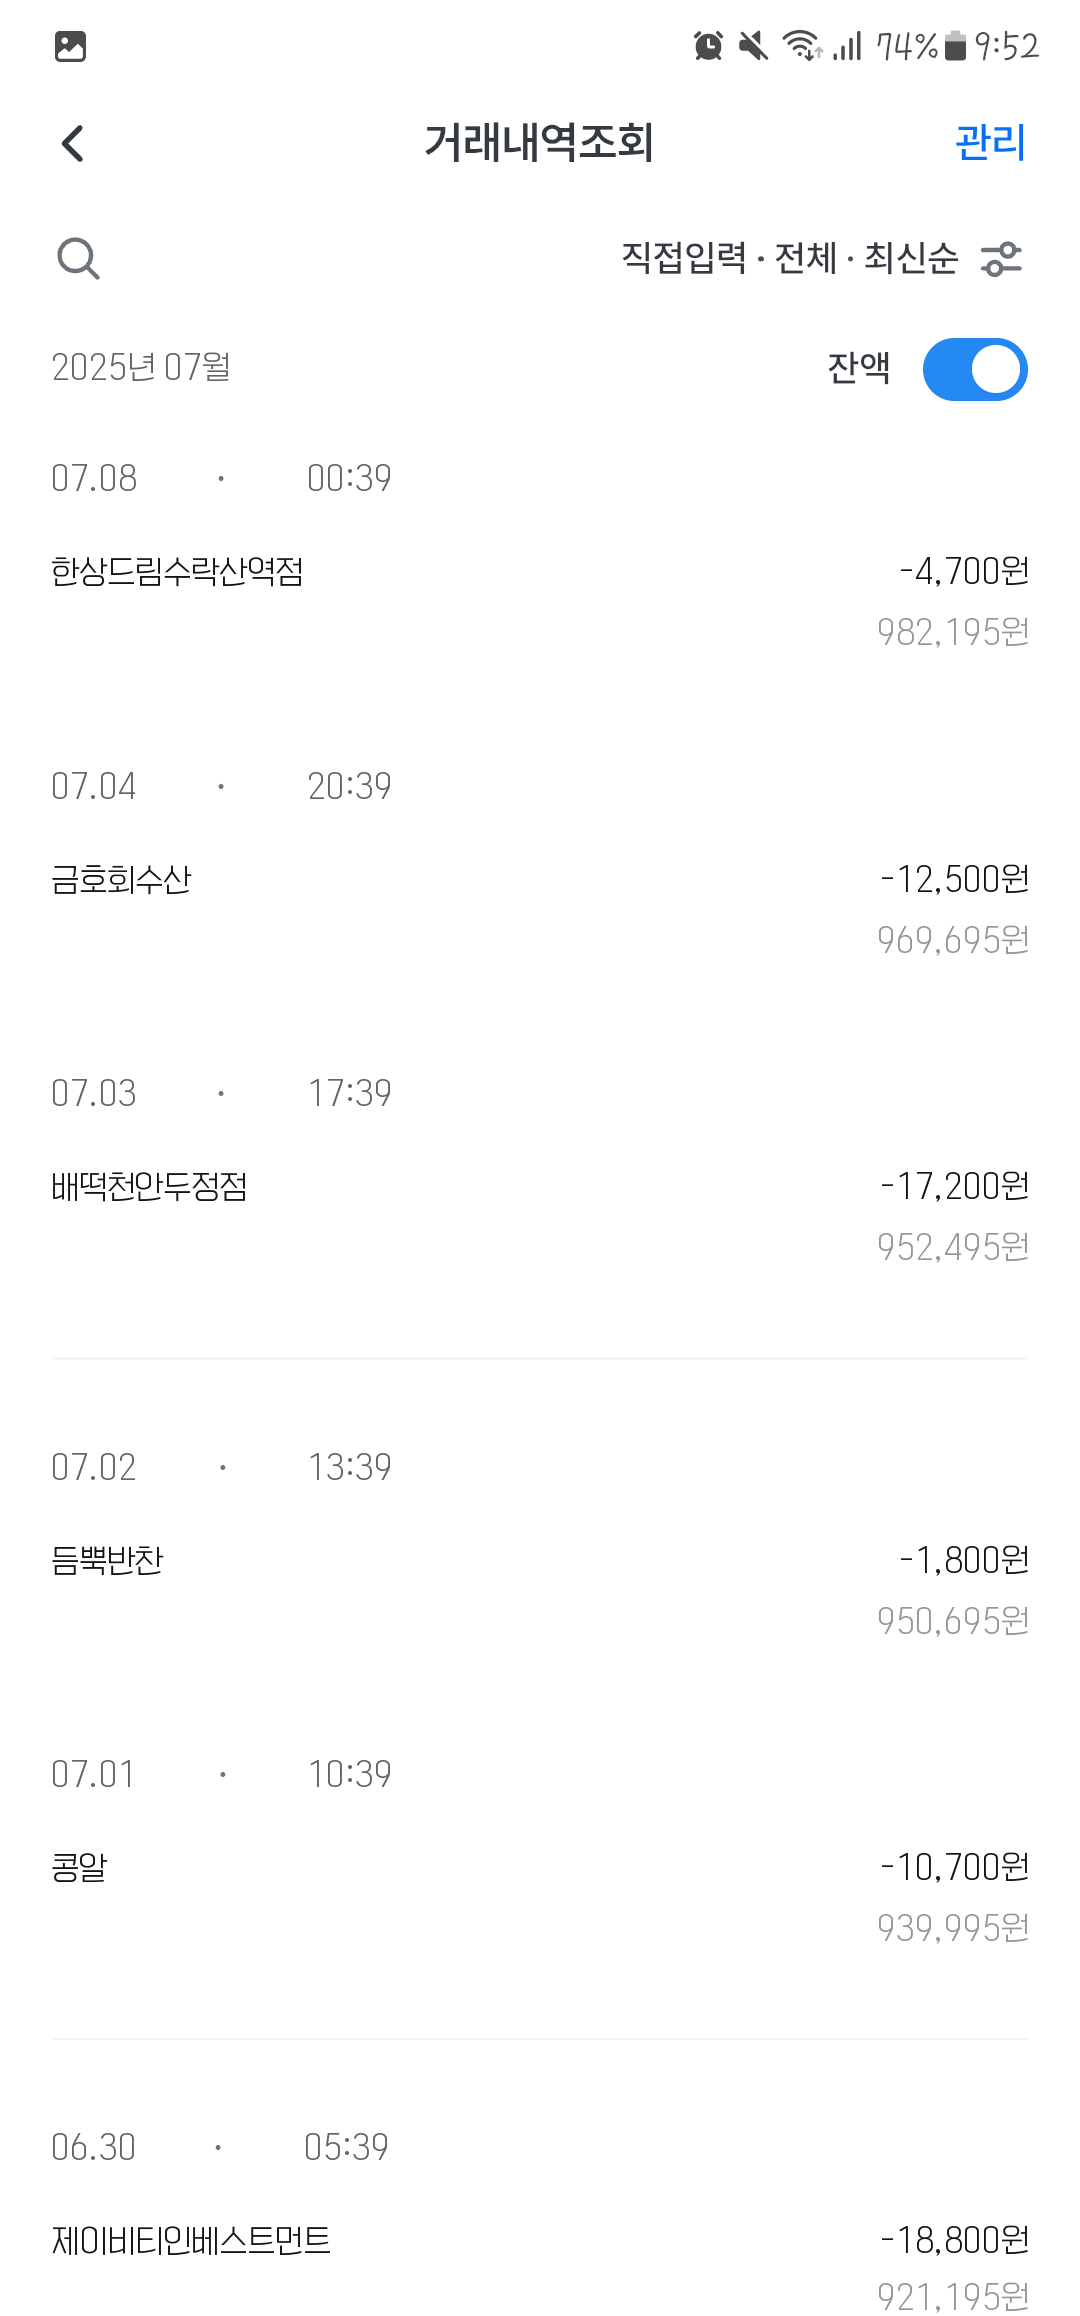 74% 9:52
거래내역조회 관리
직접입력 · 전체 · 최신순
2025년 07월 잔액
07.08 · 00:39
한상드림수락산역점 -4,700원
982,195원
07.04 · 20:39
금호회수산 -12,500원
969,695원
07.03 · 17:39
배떡천안두정점 -17,200원
952,495원
07.02 · 13:39
듬뿍반찬 -1,800원
950,695원
07.01 · 10:39
콩알 -10,700원
939,995원
06.30 · 05:39
제이비티인베스트먼트 -18,800원
921,195원